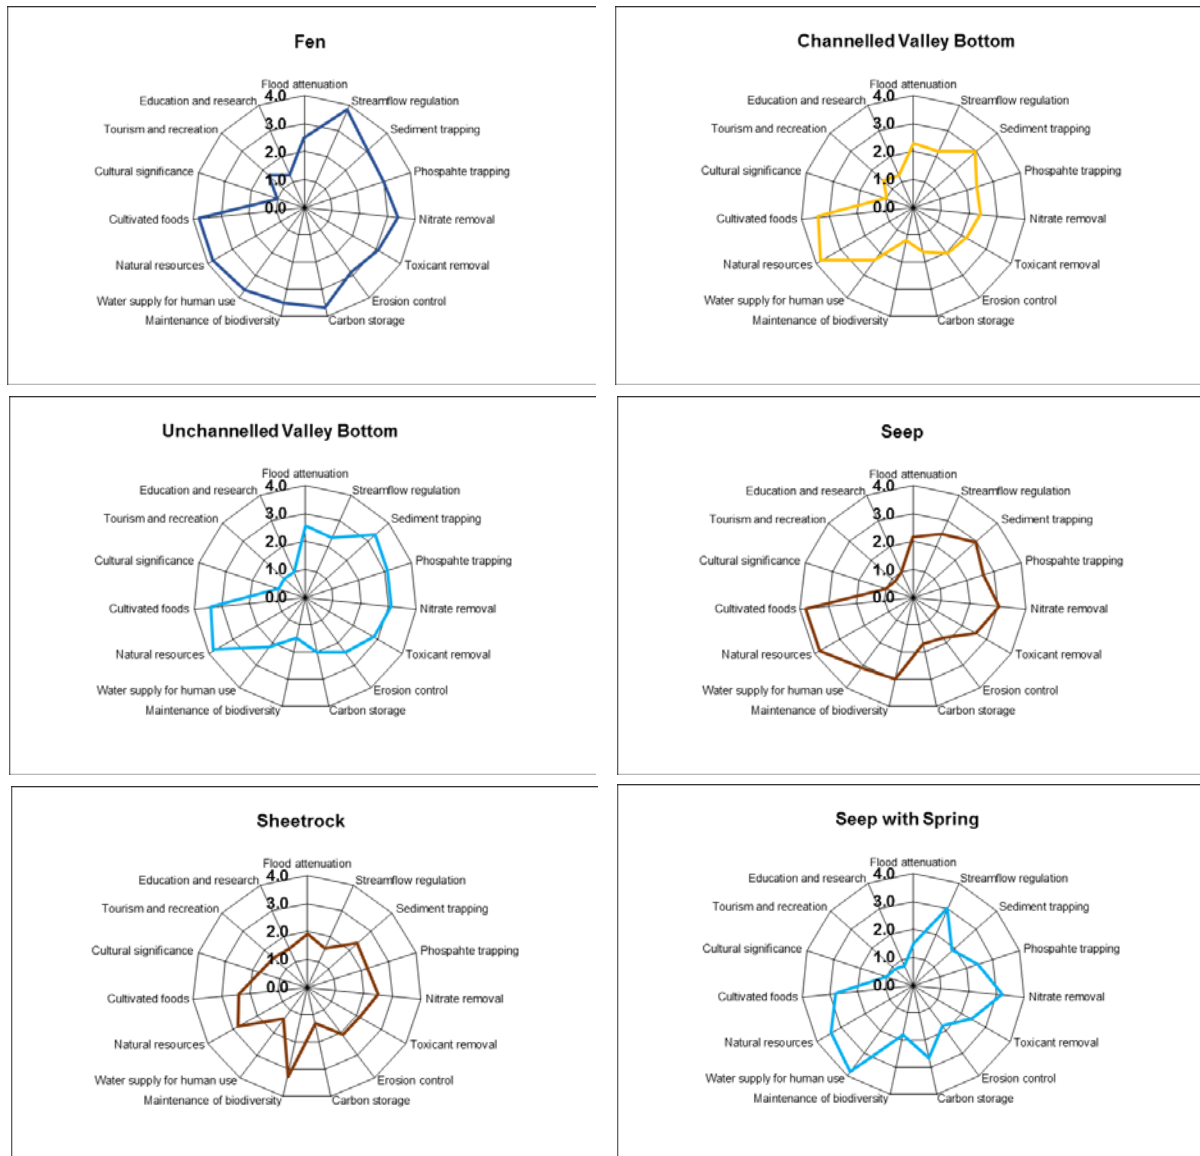 Fen
Flood attenuation
Streamflow regulation
Sediment trapping
Phospahte trapping
Nitrate removal
Toxicant removal
Erosion control
Carbon storage
Maintenance of biodiversity
Water supply for human use
Natural resources
Cultivated foods
Cultural significance
Tourism and recreation
Education and research
4.0
3.0
2.0
1.0
0.0
Channelled Valley Bottom
Flood attenuation
Streamflow regulation
Sediment trapping
Phospahte trapping
Nitrate removal
Toxicant removal
Erosion control
Carbon storage
Maintenance of biodiversity
Water supply for human use
Natural resources
Cultivated foods
Cultural significance
Tourism and recreation
Education and research
4.0
3.0
2.0
1.0
0.0
Unchannelled Valley Bottom
Flood attenuation
Streamflow regulation
Sediment trapping
Phospahte trapping
Nitrate removal
Toxicant removal
Erosion control
Carbon storage
Maintenance of biodiversity
Water supply for human use
Natural resources
Cultivated foods
Cultural significance
Tourism and recreation
Education and research
4.0
3.0
2.0
1.0
0.0
Seep
Flood attenuation
Streamflow regulation
Sediment trapping
Phospahte trapping
Nitrate removal
Toxicant removal
Erosion control
Carbon storage
Maintenance of biodiversity
Water supply for human use
Natural resources
Cultivated foods
Cultural significance
Tourism and recreation
Education and research
4.0
3.0
2.0
1.0
0.0
Sheetrock
Flood attenuation
Streamflow regulation
Sediment trapping
Phospahte trapping
Nitrate removal
Toxicant removal
Erosion control
Carbon storage
Maintenance of biodiversity
Water supply for human use
Natural resources
Cultivated foods
Cultural significance
Tourism and recreation
Education and research
4.0
3.0
2.0
1.0
0.0
Seep with Spring
Flood attenuation
Streamflow regulation
Sediment trapping
Phospahte trapping
Nitrate removal
Toxicant removal
Erosion control
Carbon storage
Maintenance of biodiversity
Water supply for human use
Natural resources
Cultivated foods
Cultural significance
Tourism and recreation
Education and research
4.0
3.0
2.0
1.0
0.0